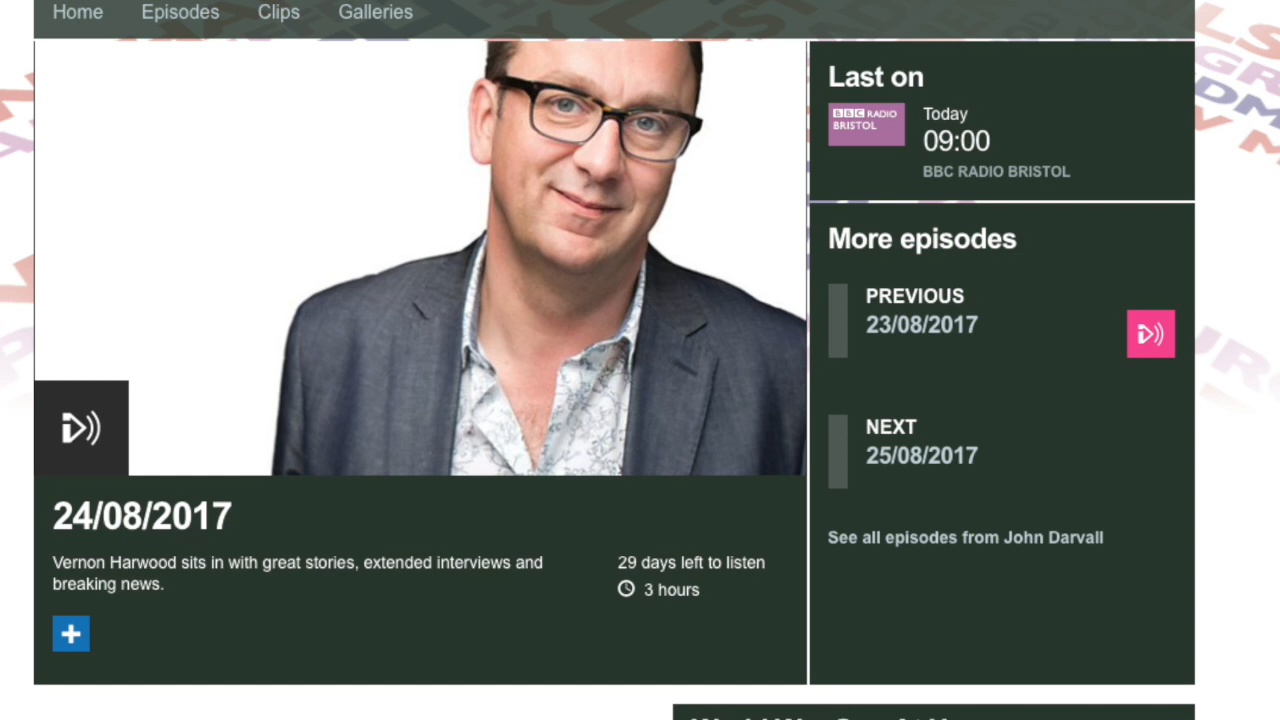 Home Episodes Clips Galleries
Last on
BBC RADIO
BRISTOL
Today
09:00
BBC RADIO BRISTOL
More episodes
PREVIOUS
23/08/2017
NEXT
25/08/2017
See all episodes from John Darvall
24/08/2017
Vernon Harwood sits in with great stories, extended interviews and
breaking news.
29 days left to listen
3 hours